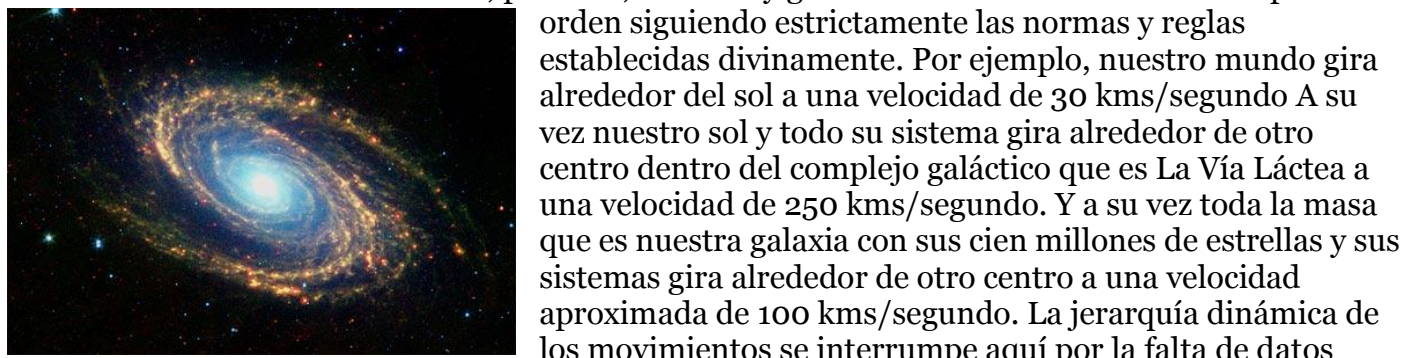 orden siguiendo estrictamente las normas y reglas
establecidas divinamente. Por ejemplo, nuestro mundo gira
alrededor del sol a una velocidad de 30 kms/segundo A su
vez nuestro sol y todo su sistema gira alrededor de otro
centro dentro del complejo galáctico que es La Vía Láctea a
una velocidad de 250 kms/segundo. Y a su vez toda la masa
que es nuestra galaxia con sus cien millones de estrellas y sus
sistemas gira alrededor de otro centro a una velocidad
aproximada de 100 kms/segundo. La jerarquía dinámica de
los movimientos se interrumpe aquí por la falta de datos